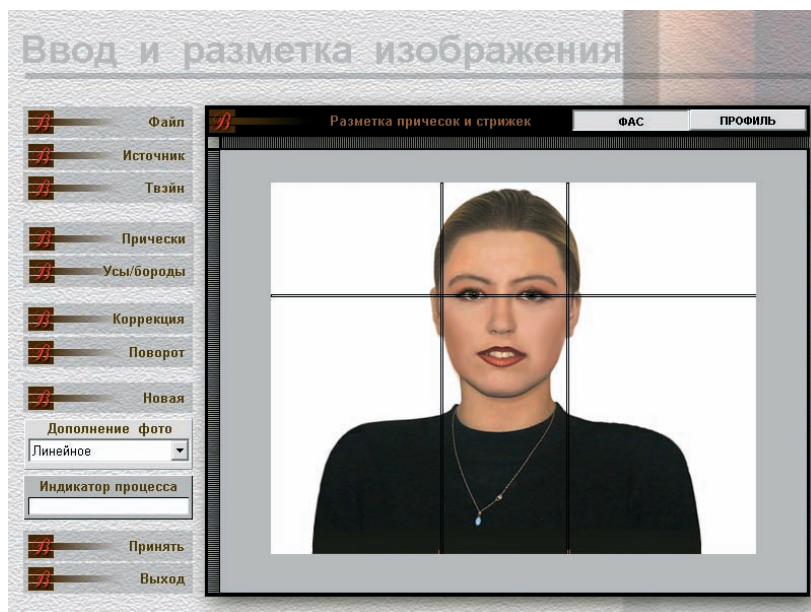 Ввод и разметка изображения
Файл
Источник
Твэйн
Прически
Усы/бороды
Коррекция
Поворот
Новая
Дополнение фото
Линейное
Индикатор процесса
Принять
Выход
В Разметка причесок и стрижек ФАС ПРОФИЛЬ